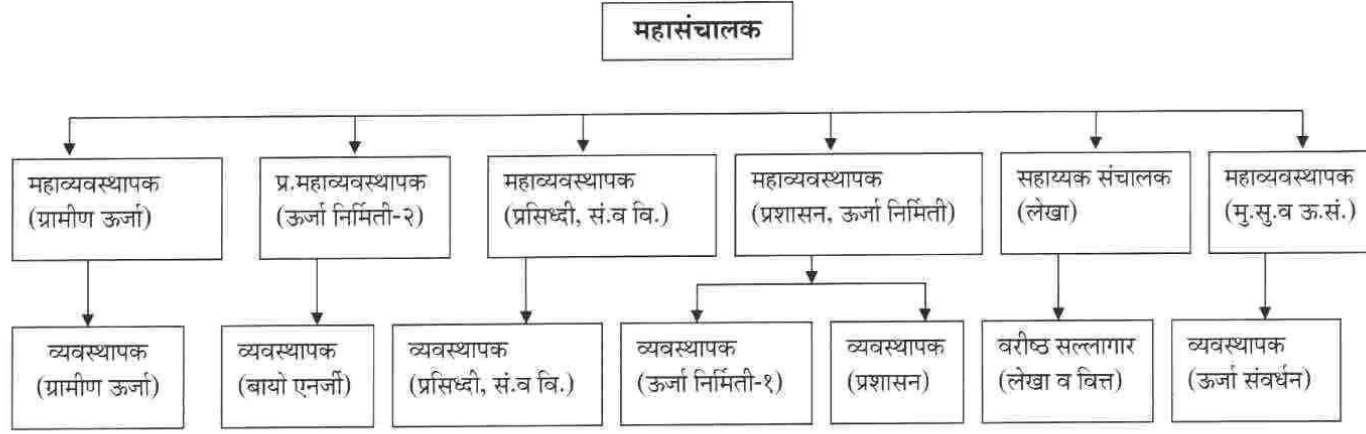 महासंचालक
महाव्यवस्थापक
(ग्रामीण ऊर्जा)
प्र.महाव्यवस्थापक
(ऊर्जा निर्मिती-२)
महाव्यवस्थापक
(प्रसिध्दी, सं.व वि.)
महाव्यवस्थापक
(प्रशासन, ऊर्जा निर्मिती)
सहाय्यक संचालक
(लेखा)
महाव्यवस्थापक
(मु.सु.व ऊ.सं.)
व्यवस्थापक
(ग्रामीण ऊर्जा)
व्यवस्थापक
(बायो एनर्जी)
व्यवस्थापक
(प्रसिध्दी, सं.व वि.)
व्यवस्थापक
(ऊर्जा निर्मिती-१)
व्यवस्थापक
(प्रशासन)
वरीष्ठ सल्लागार
(लेखा व वित्त)
व्यवस्थापक
(ऊर्जा संवर्धन)